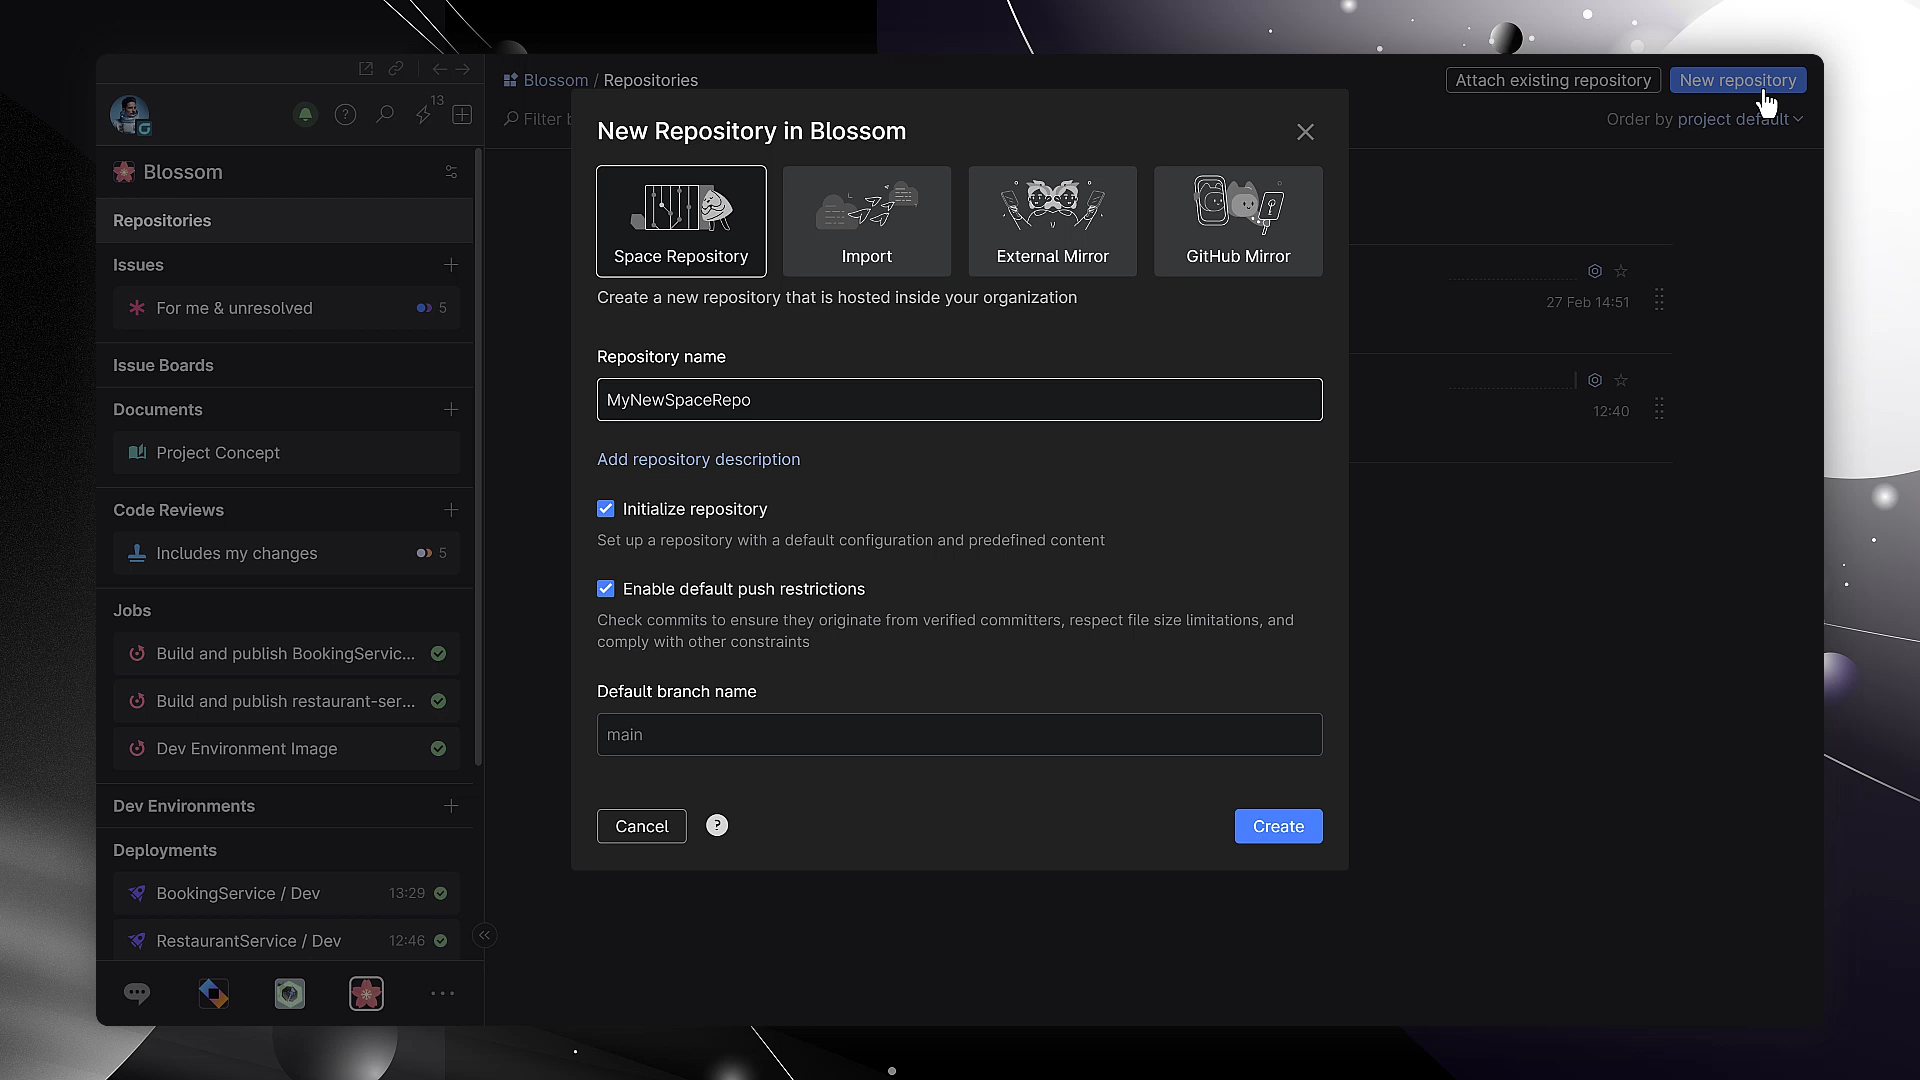 Blossom / Repositories
Attach existing repository
New repository
13
Filter
Order by project default
Blossom
Repositories
Issues
For me & unresolved
5
Issue Boards
Documents
Project Concept
Code Reviews
Includes my changes
5
Jobs
Build and publish BookingServic...
Build and publish restaurant-ser...
Dev Environment Image
Dev Environments
Deployments
BookingService / Dev
13:29
RestaurantService / Dev
12:46
New Repository in Blossom
Space Repository
Import
External Mirror
GitHub Mirror
Create a new repository that is hosted inside your organization
Repository name
MyNewSpaceRepo
Add repository description
Initialize repository
Set up a repository with a default configuration and predefined content
Enable default push restrictions
Check commits to ensure they originate from verified committers, respect file size limitations, and
comply with other constraints
Default branch name
main
Cancel
?
Create
27 Feb 14:51
12:40